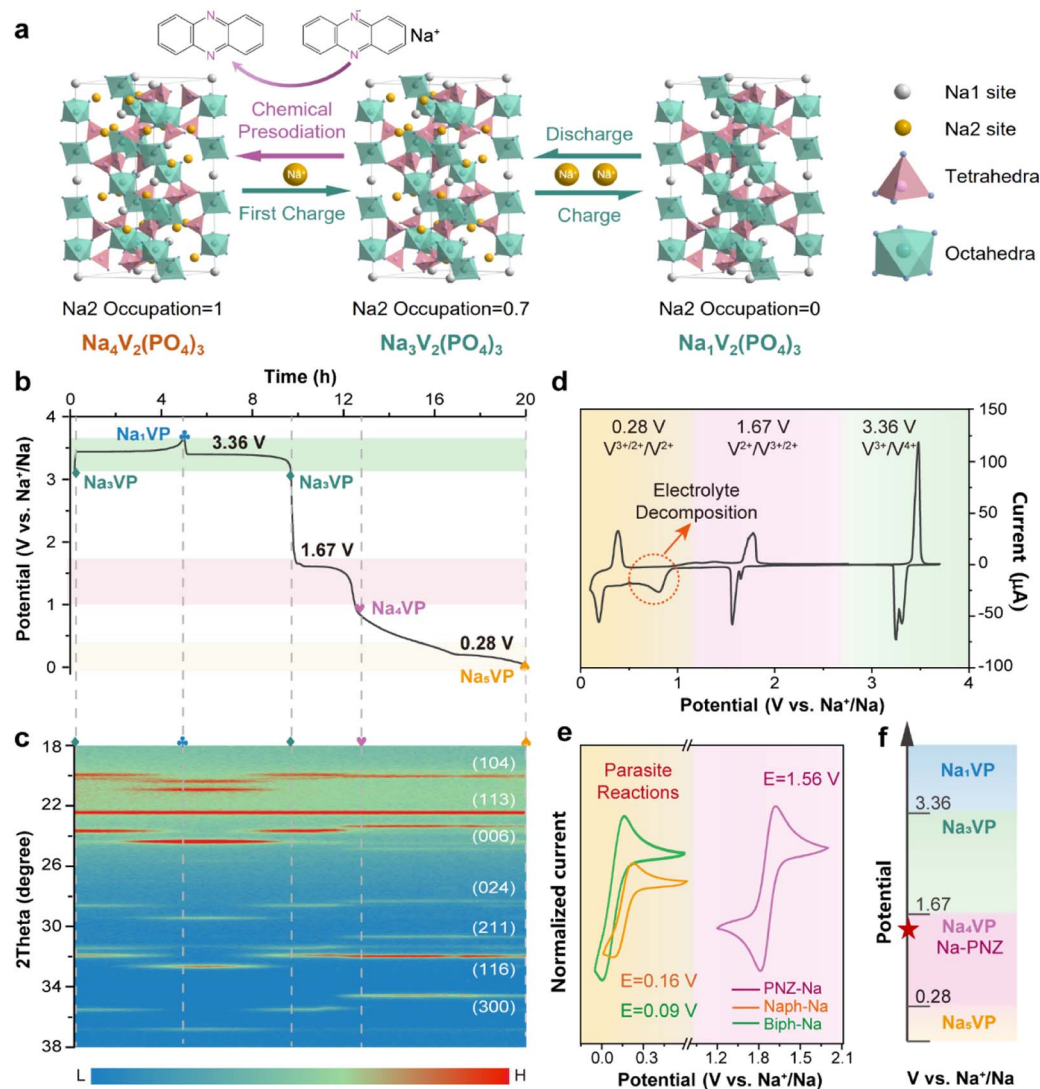 a
N
N
N
N
Na⁺
Chemical
Presodiation
Na⁺
First Charge
Discharge
Na⁺ Na⁺
Charge
Na1 site
Na2 site
Tetrahedra
Octahedra
Na2 Occupation=1
Na2 Occupation=0.7
Na2 Occupation=0
Na₄V₂(PO₄)₃
Na₃V₂(PO₄)₃
Na₁V₂(PO₄)₃
b
Time (h)
0 4 8 12 16 20
Potential (V vs. Na⁺/Na)
4
3
2
1
0
Na₁VP
3.36 V
Na₃VP
Na₃VP
1.67 V
Na₄VP
0.28 V
Na₅VP
c
2Theta (degree)
18
22
26
30
34
38
(104)
(113)
(006)
(024)
(211)
(116)
(300)
L
H
d
0.28 V
V³⁺/²⁺/V²⁺
1.67 V
V²⁺/V³⁺/²⁺
3.36 V
V³⁺/V⁴⁺
Electrolyte
Decomposition
150
100
50
0
-50
-100
Current (μA)
0 1 2 3 4
Potential (V vs. Na⁺/Na)
e
Parasite
Reactions
E=1.56 V
E=0.16 V
E=0.09 V
PNZ-Na
Naph-Na
Biph-Na
Normalized current
0.0 0.3 1.2 1.5 1.8 2.1
Potential (V vs. Na⁺/Na)
f
Potential
Na₁VP
3.36
Na₃VP
1.67
Na₄VP
Na-PNZ
0.28
Na₅VP
V vs. Na⁺/Na